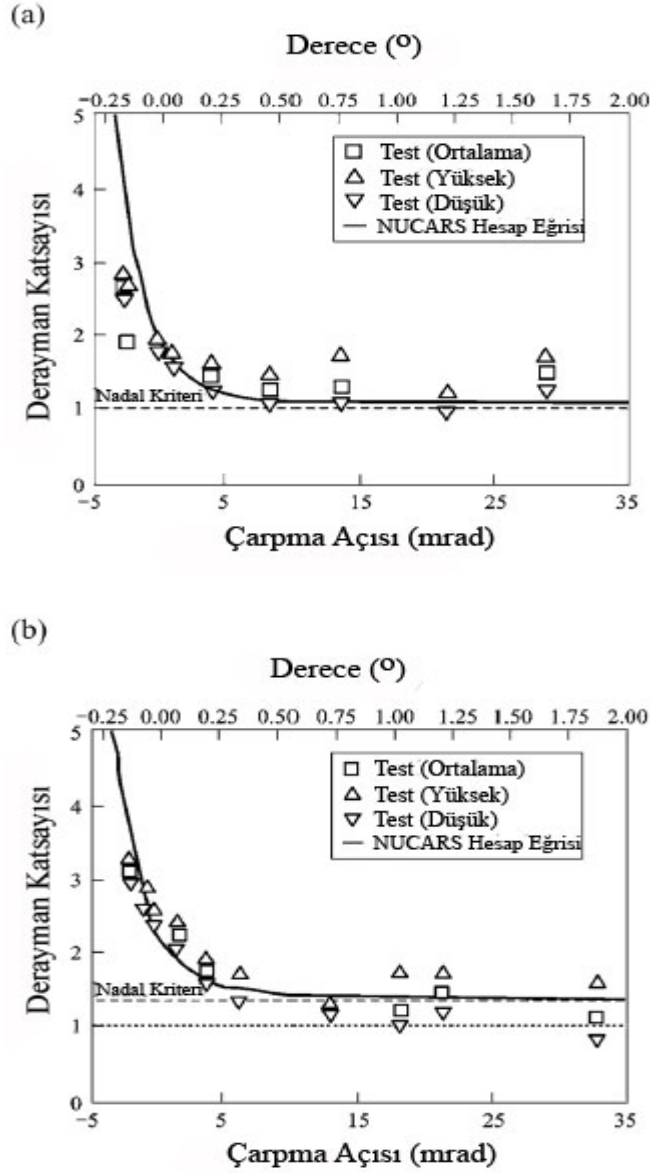 (a)
Derece (º)
−0.25 0.00 0.25 0.50 0.75 1.00 1.25 1.50 1.75 2.00
5
4
3
2
1
0
Derayman Katsayısı
Test (Ortalama)
Test (Yüksek)
Test (Düşük)
NUCARS Hesap Eğrisi
Nadal Kriteri
−5 5 15 25 35
Çarpma Açısı (mrad)
(b)
Derece (º)
−0.25 0.00 0.25 0.50 0.75 1.00 1.25 1.50 1.75 2.00
5
4
3
2
1
0
Derayman Katsayısı
Test (Ortalama)
Test (Yüksek)
Test (Düşük)
NUCARS Hesap Eğrisi
Nadal Kriteri
−5 5 15 25 35
Çarpma Açısı (mrad)